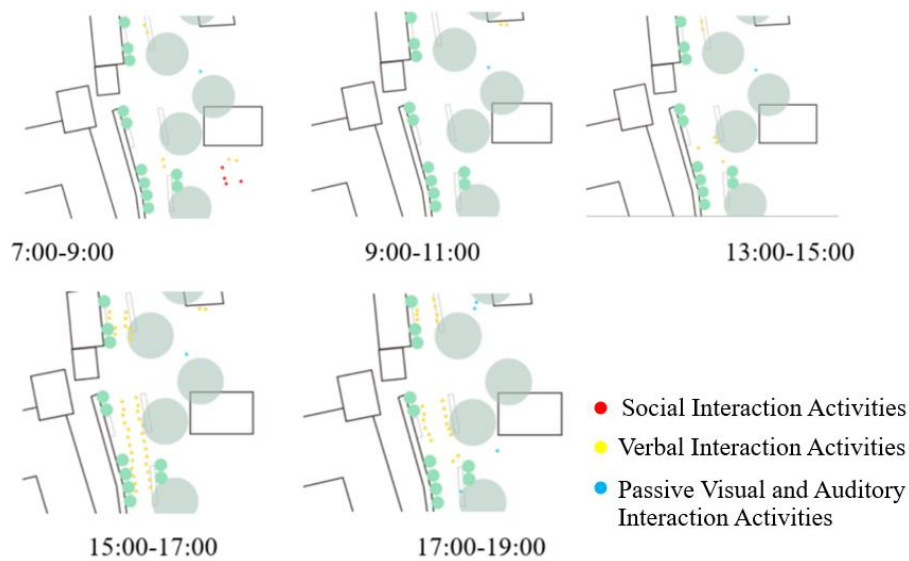 7:00-9:00
9:00-11:00
13:00-15:00
15:00-17:00
17:00-19:00
Social Interaction Activities
Verbal Interaction Activities
Passive Visual and Auditory
Interaction Activities